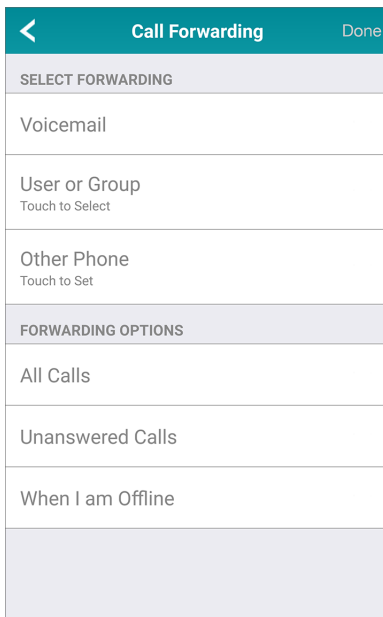 Call Forwarding Done
SELECT FORWARDING
Voicemail
User or Group
Touch to Select
Other Phone
Touch to Set
FORWARDING OPTIONS
All Calls
Unanswered Calls
When I am Offline